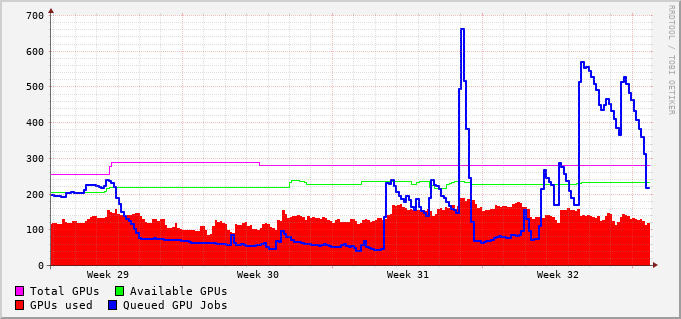 700
600
500
400
300
200
100
0
Week 29 Week 30 Week 31 Week 32
Total GPUs Available GPUs
GPUs used Queued GPU Jobs
RRDTOOL / TOBI OETIKER